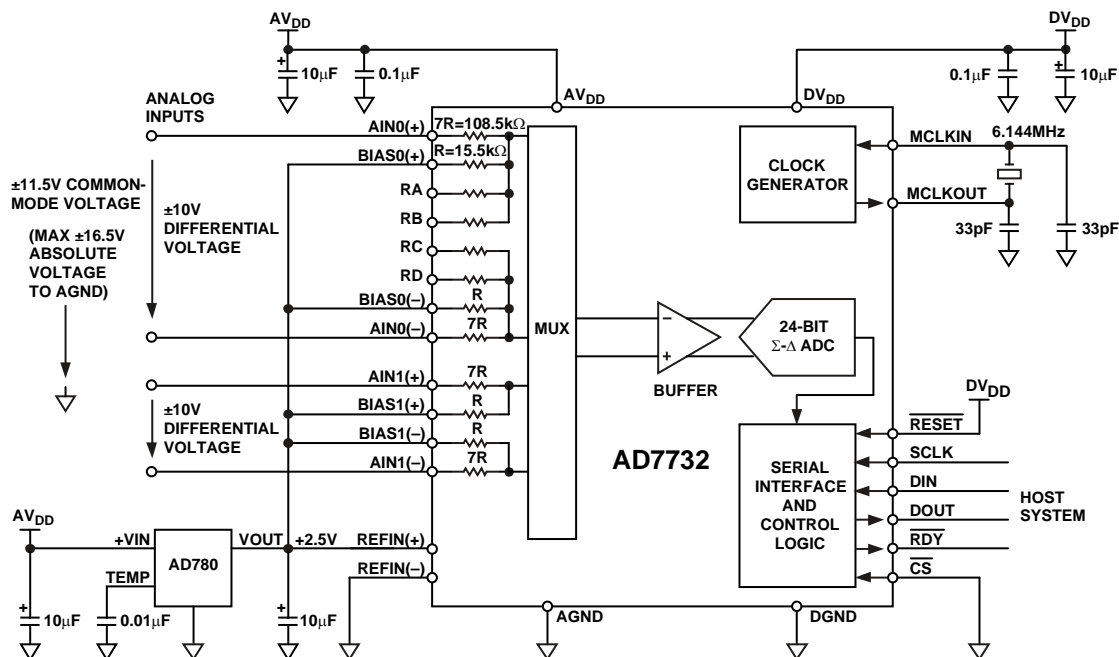 AVDD
10µF
0.1µF
DVDD
0.1µF
10µF
ANALOG
INPUTS
AVDD
DVDD
AIN0(+)
7R=108.5kΩ
BIAS0(+)
R=15.5kΩ
RA
RB
RC
RD
BIAS0(–)
R
AIN0(–)
7R
AIN1(+)
7R
BIAS1(+)
R
BIAS1(–)
R
AIN1(–)
7R
±11.5V COMMON-
MODE VOLTAGE
(MAX ±16.5V
ABSOLUTE
VOLTAGE
TO AGND)
±10V
DIFFERENTIAL
VOLTAGE
±10V
DIFFERENTIAL
VOLTAGE
MUX
–
+
BUFFER
24-BIT
Σ-Δ ADC
CLOCK
GENERATOR
MCLKIN
6.144MHz
MCLKOUT
33pF
33pF
AD7732
SERIAL
INTERFACE
AND
CONTROL
LOGIC
DVDD
RESET
SCLK
DIN
DOUT
RDY
CS
HOST
SYSTEM
AVDD
+VIN
AD780
VOUT
+2.5V
REFIN(+)
TEMP
REFIN(–)
10µF
0.01µF
10µF
AGND
DGND